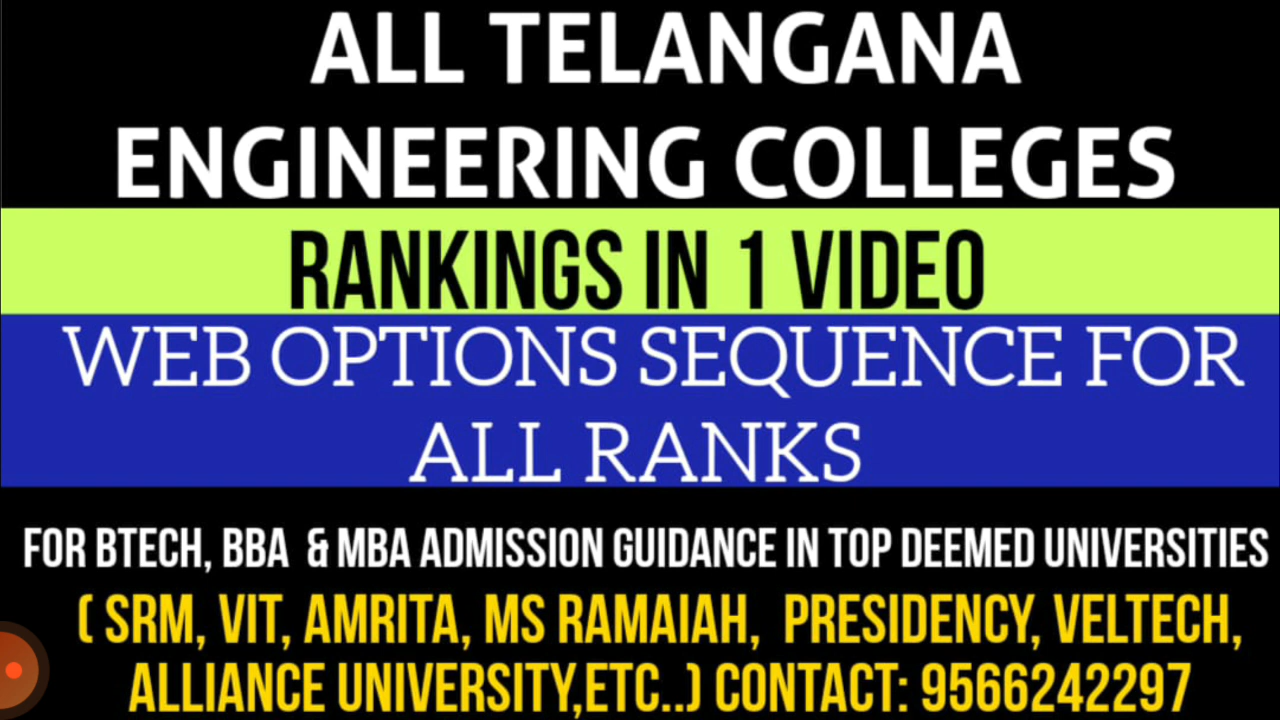 ALL TELANGANA
ENGINEERING COLLEGES
RANKINGS IN 1 VIDEO
WEB OPTIONS SEQUENCE FOR
ALL RANKS
FOR BTECH, BBA & MBA ADMISSION GUIDANCE IN TOP DEEMED UNIVERSITIES
( SRM, VIT, AMRITA, MS RAMAIAH, PRESIDENCY, VELTECH,
ALLIANCE UNIVERSITY,ETC..) CONTACT: 9566242297